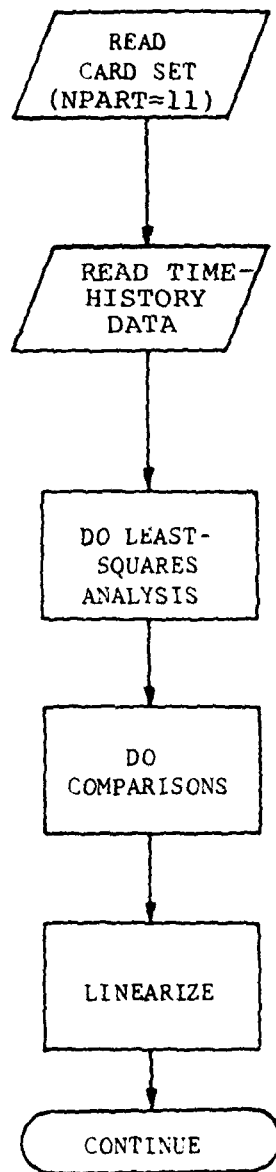 READ
CARD SET
(NPART=11)
READ TIME-
HISTORY
DATA
DO LEAST-
SQUARES
ANALYSIS
DO
COMPARISONS
LINEARIZE
CONTINUE